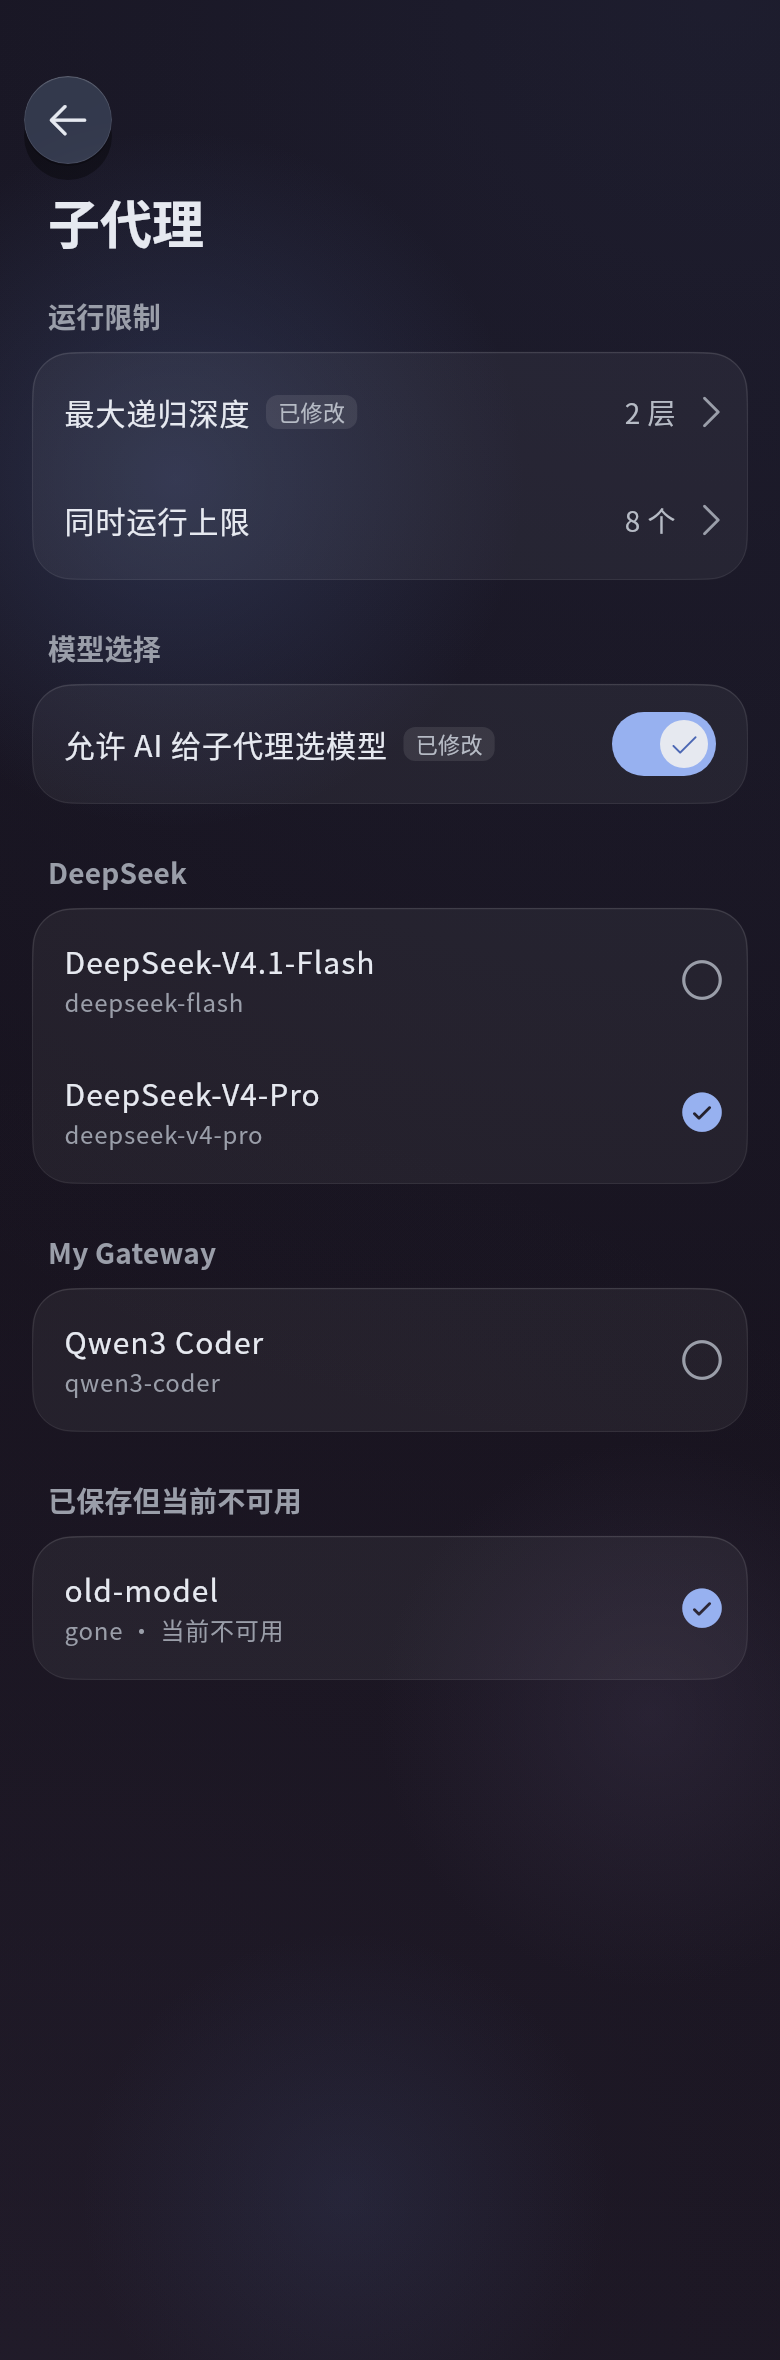 子代理
运行限制
最大递归深度 已修改 2 层
同时运行上限 8 个
模型选择
允许 AI 给子代理选模型 已修改
DeepSeek
DeepSeek-V4.1-Flash
deepseek-flash
DeepSeek-V4-Pro
deepseek-v4-pro
My Gateway
Qwen3 Coder
qwen3-coder
已保存但当前不可用
old-model
gone · 当前不可用